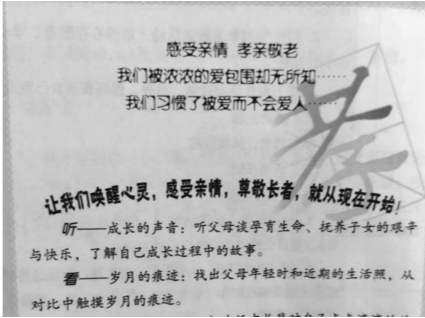 感受亲情 孝亲敬老
我们被浓浓的爱包围却无所知……
我们习惯了被爱而不会爱人……
孝
让我们唤醒心灵，感受亲情，尊敬长者，就从现在开始！
听——成长的声音：听父母谈孕育生命、抚养子女的艰辛
与快乐，了解自己成长过程中的故事。
看——岁月的痕迹：找出父母年轻时和近期的生活照，从
对比中触摸岁月的痕迹。